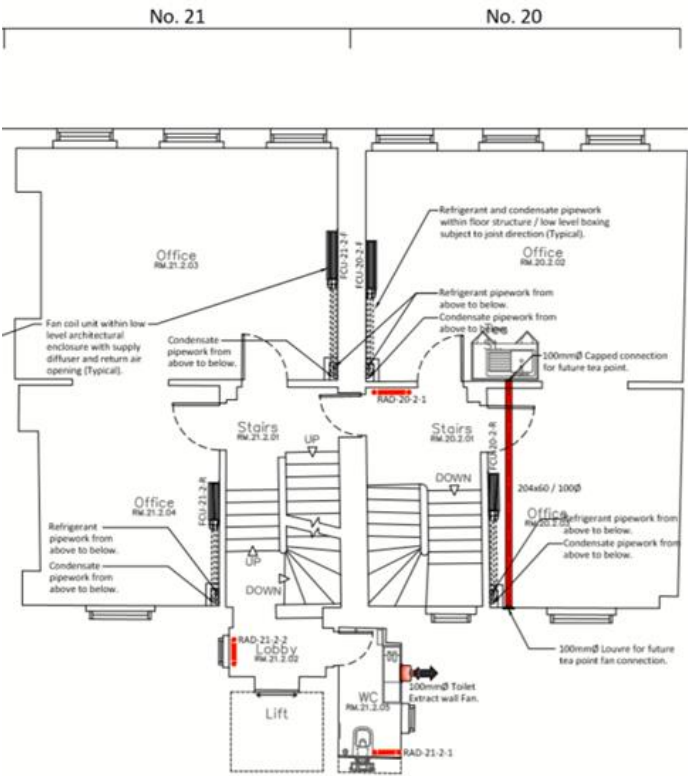 No. 21
No. 20
Refrigerant and condensate pipework
within floor structure / low level boxing
subject to joist direction (Typical).
FCU-21-2-F
FCU-20-2-F
Office
RM.21.2.03
Office
RM.20.2.02
Refrigerant pipework from
above to below.
Condensate pipework from
above to below.
Fan coil unit within low
level architectural
enclosure with supply
diffuser and return air
opening (Typical).
Condensate
pipework from
above to below.
100mmØ Capped connection
for future tea point.
RAD-20-2-1
Stairs
RM.21.2.01
UP
Stairs
RM.20.2.01
FCU-20-2-R
DOWN
204x60 / 100Ø
Office
RM.21.2.04
FCU-21-2-R
Office
RM.20.2.03
Refrigerant
pipework from
above to below.
Refrigerant pipework from
above to below.
Condensate
pipework from
above to below.
Condensate pipework from
above to below.
UP
DOWN
RAD-21-2-2
Lobby
RM.21.2.02
100mmØ Louvre for future
tea point fan connection.
WC
RM.21.2.05
100mmØ Toilet
Extract wall Fan.
Lift
RAD-21-2-1